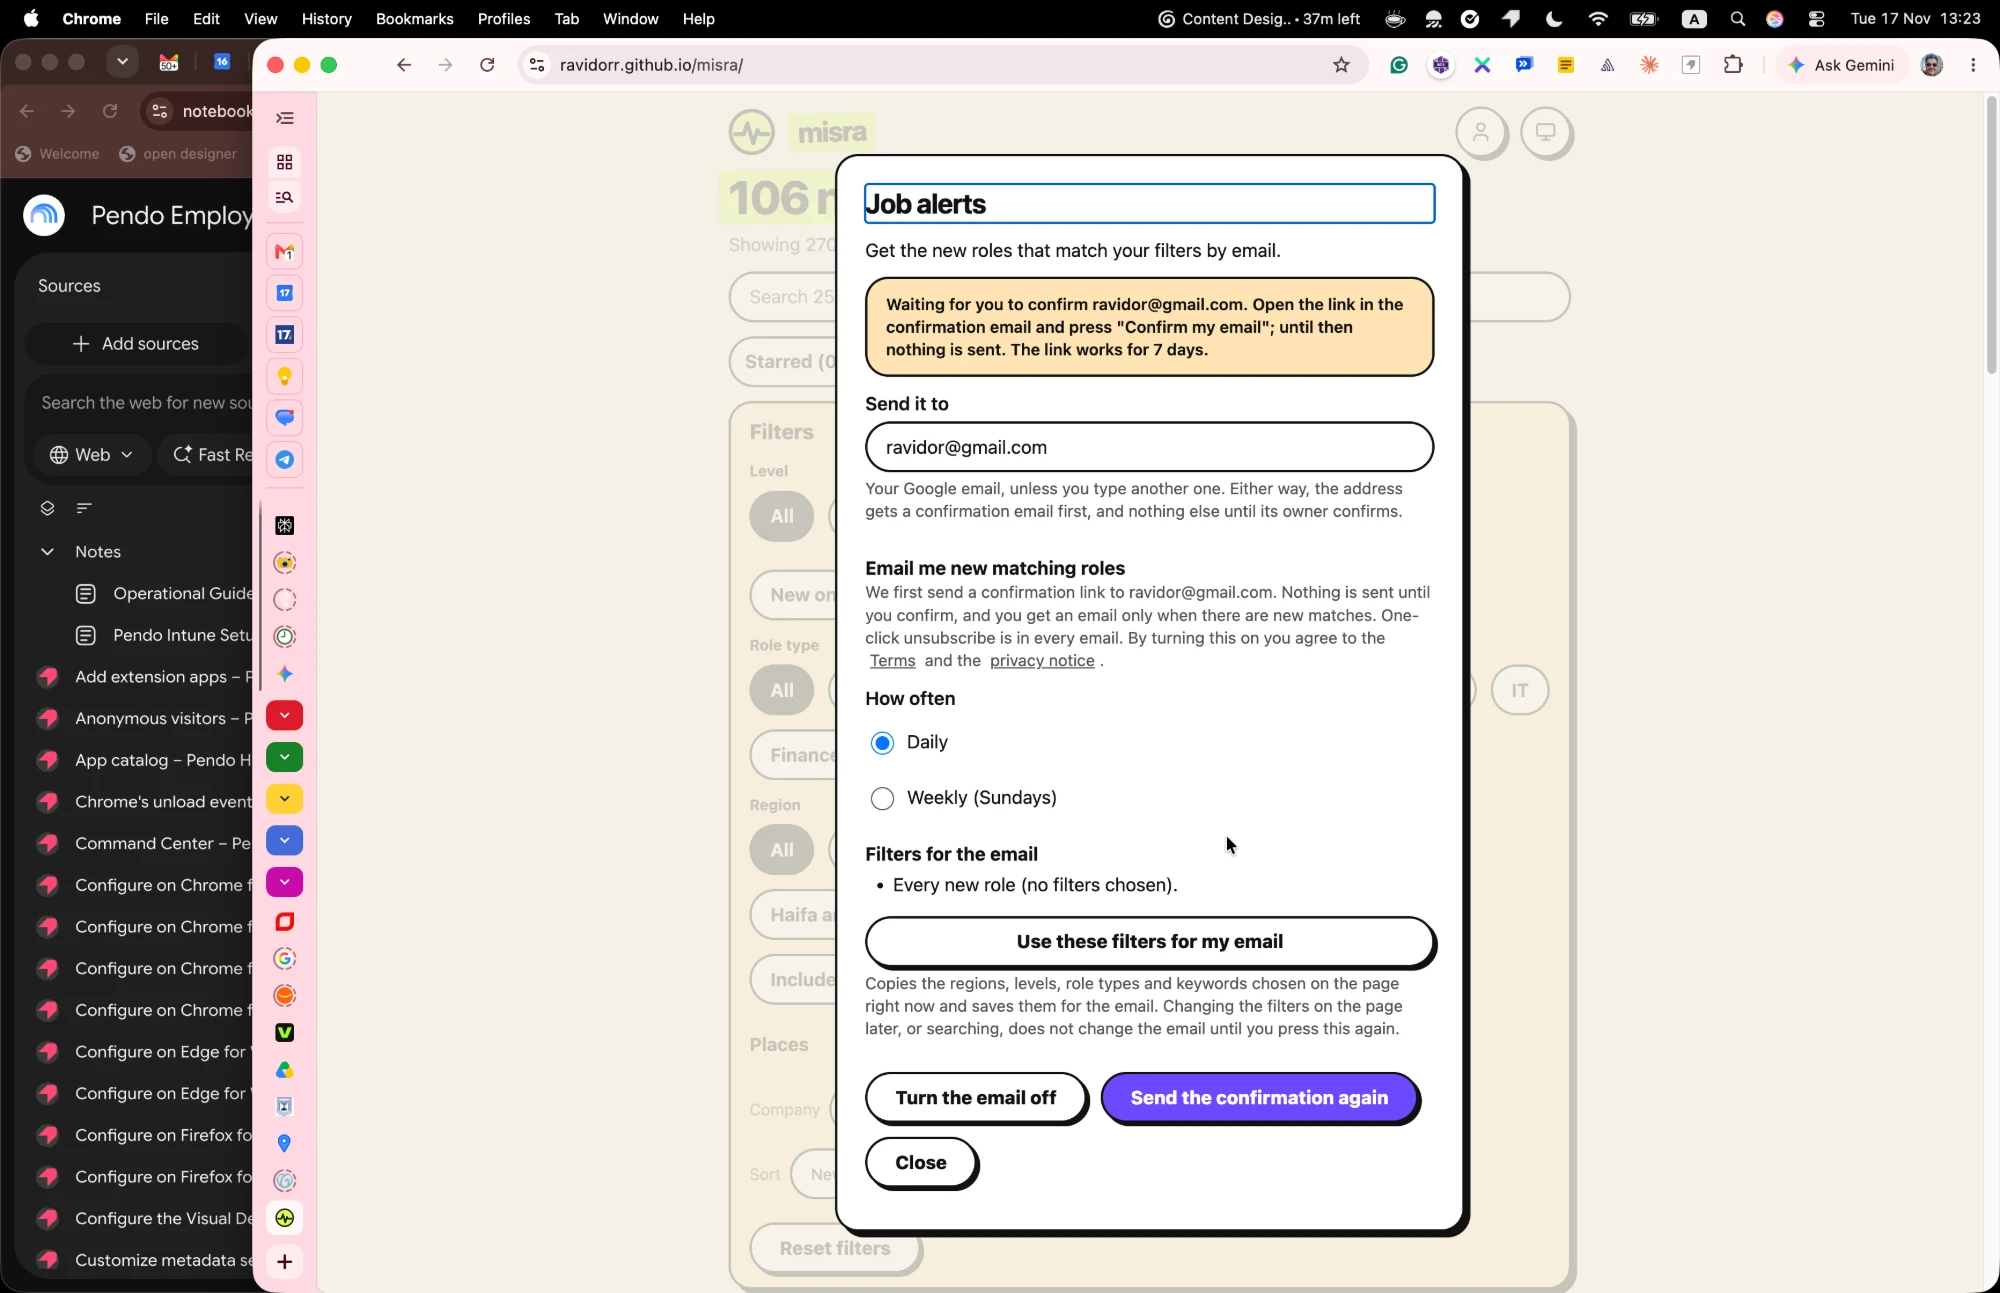 Chrome File Edit View History Bookmarks Profiles Tab Window Help
Content Desig.. • 37m left
A
Tue 17 Nov 13:23
50+
16
ravidorr.github.io/misra/
Ask Gemini
notebook
Welcome
open designer
Pendo Employ
Sources
Add sources
Search the web for new sou
Web
Fast Re
Notes
Operational Guide
Pendo Intune Setu
Add extension apps – P
Anonymous visitors – P
App catalog – Pendo H
Chrome's unload event
Command Center – Pe
Configure on Chrome f
Configure on Chrome f
Configure on Chrome f
Configure on Chrome f
Configure on Edge for
Configure on Edge for
Configure on Firefox fo
Configure on Firefox fo
Configure the Visual De
Customize metadata se
1
17
17
misra
106
Showing 270
Search 25
Starred (0
Filters
Level
All
New on
Role type
All
IT
Finance
Region
All
Haifa a
Include
Places
Company
Sort
New
Reset filters
Job alerts
Get the new roles that match your filters by email.
Waiting for you to confirm ravidor@gmail.com. Open the link in the
confirmation email and press "Confirm my email"; until then
nothing is sent. The link works for 7 days.
Send it to
ravidor@gmail.com
Your Google email, unless you type another one. Either way, the address
gets a confirmation email first, and nothing else until its owner confirms.
Email me new matching roles
We first send a confirmation link to ravidor@gmail.com. Nothing is sent until
you confirm, and you get an email only when there are new matches. One-
click unsubscribe is in every email. By turning this on you agree to the
Terms and the privacy notice .
How often
Daily
Weekly (Sundays)
Filters for the email
• Every new role (no filters chosen).
Use these filters for my email
Copies the regions, levels, role types and keywords chosen on the page
right now and saves them for the email. Changing the filters on the page
later, or searching, does not change the email until you press this again.
Turn the email off
Send the confirmation again
Close